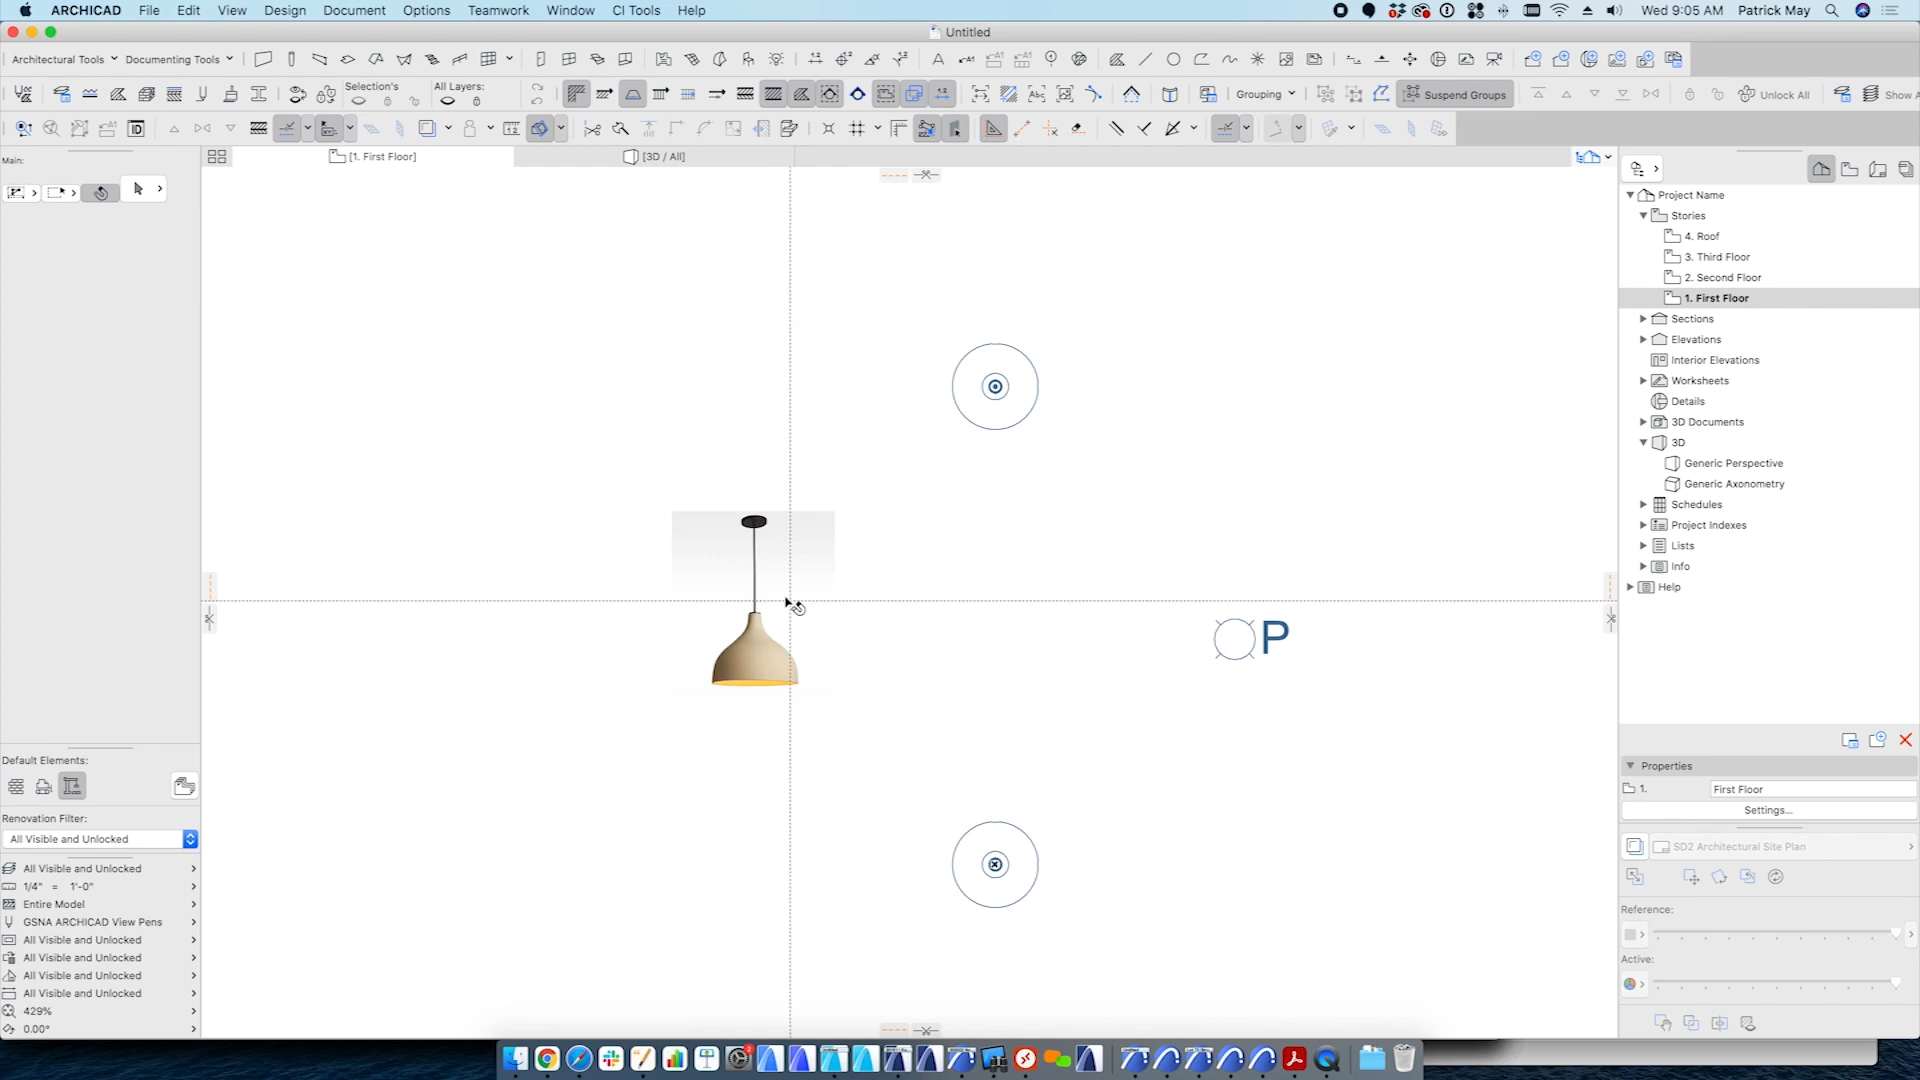 ARCHICAD File Edit View Design Document Options Teamwork Window CI Tools Help
Wed 9:05 AM Patrick May
Untitled
Architectural Tools Documenting Tools
Selection's
All Layers:
Grouping
Suspend Groups
Unlock All
Show A
Main:
[1. First Floor]
[3D / All]
Project Name
Stories
4. Roof
3. Third Floor
2. Second Floor
1. First Floor
Sections
Elevations
Interior Elevations
Worksheets
Details
3D Documents
3D
Generic Perspective
Generic Axonometry
Schedules
Project Indexes
Lists
Info
Help
P
Default Elements:
Renovation Filter:
All Visible and Unlocked
All Visible and Unlocked
1/4" = 1'-0"
Entire Model
GSNA ARCHICAD View Pens
All Visible and Unlocked
All Visible and Unlocked
All Visible and Unlocked
All Visible and Unlocked
429%
0.00°
Properties
1. First Floor
Settings...
SD2 Architectural Site Plan
Reference:
Active: